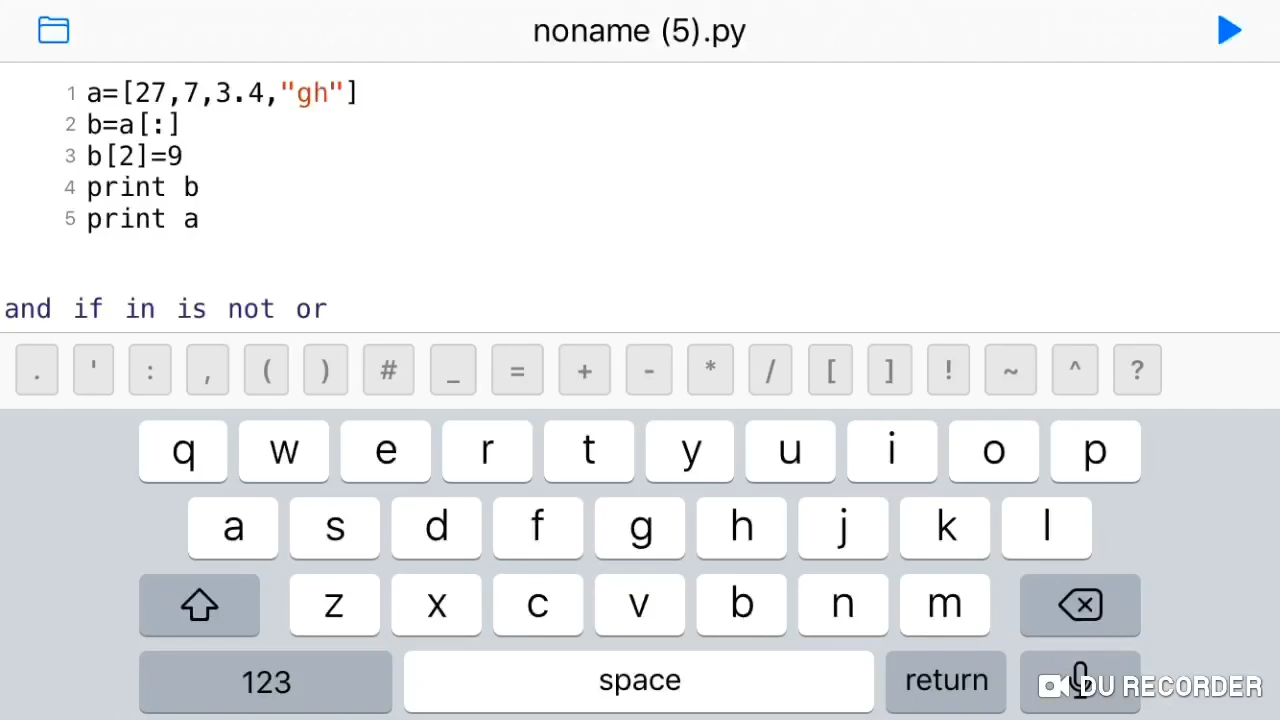 noname (5).py
1 a=[27,7,3.4,"gh"]
2 b=a[:]
3 b[2]=9
4 print b
5 print a
and if in is not or
. ' : , ( ) # _ = + - * / [ ] ! ~ ^ ?
q w e r t y u i o p
a s d f g h j k l
z x c v b n m
123 space return
DU RECORDER